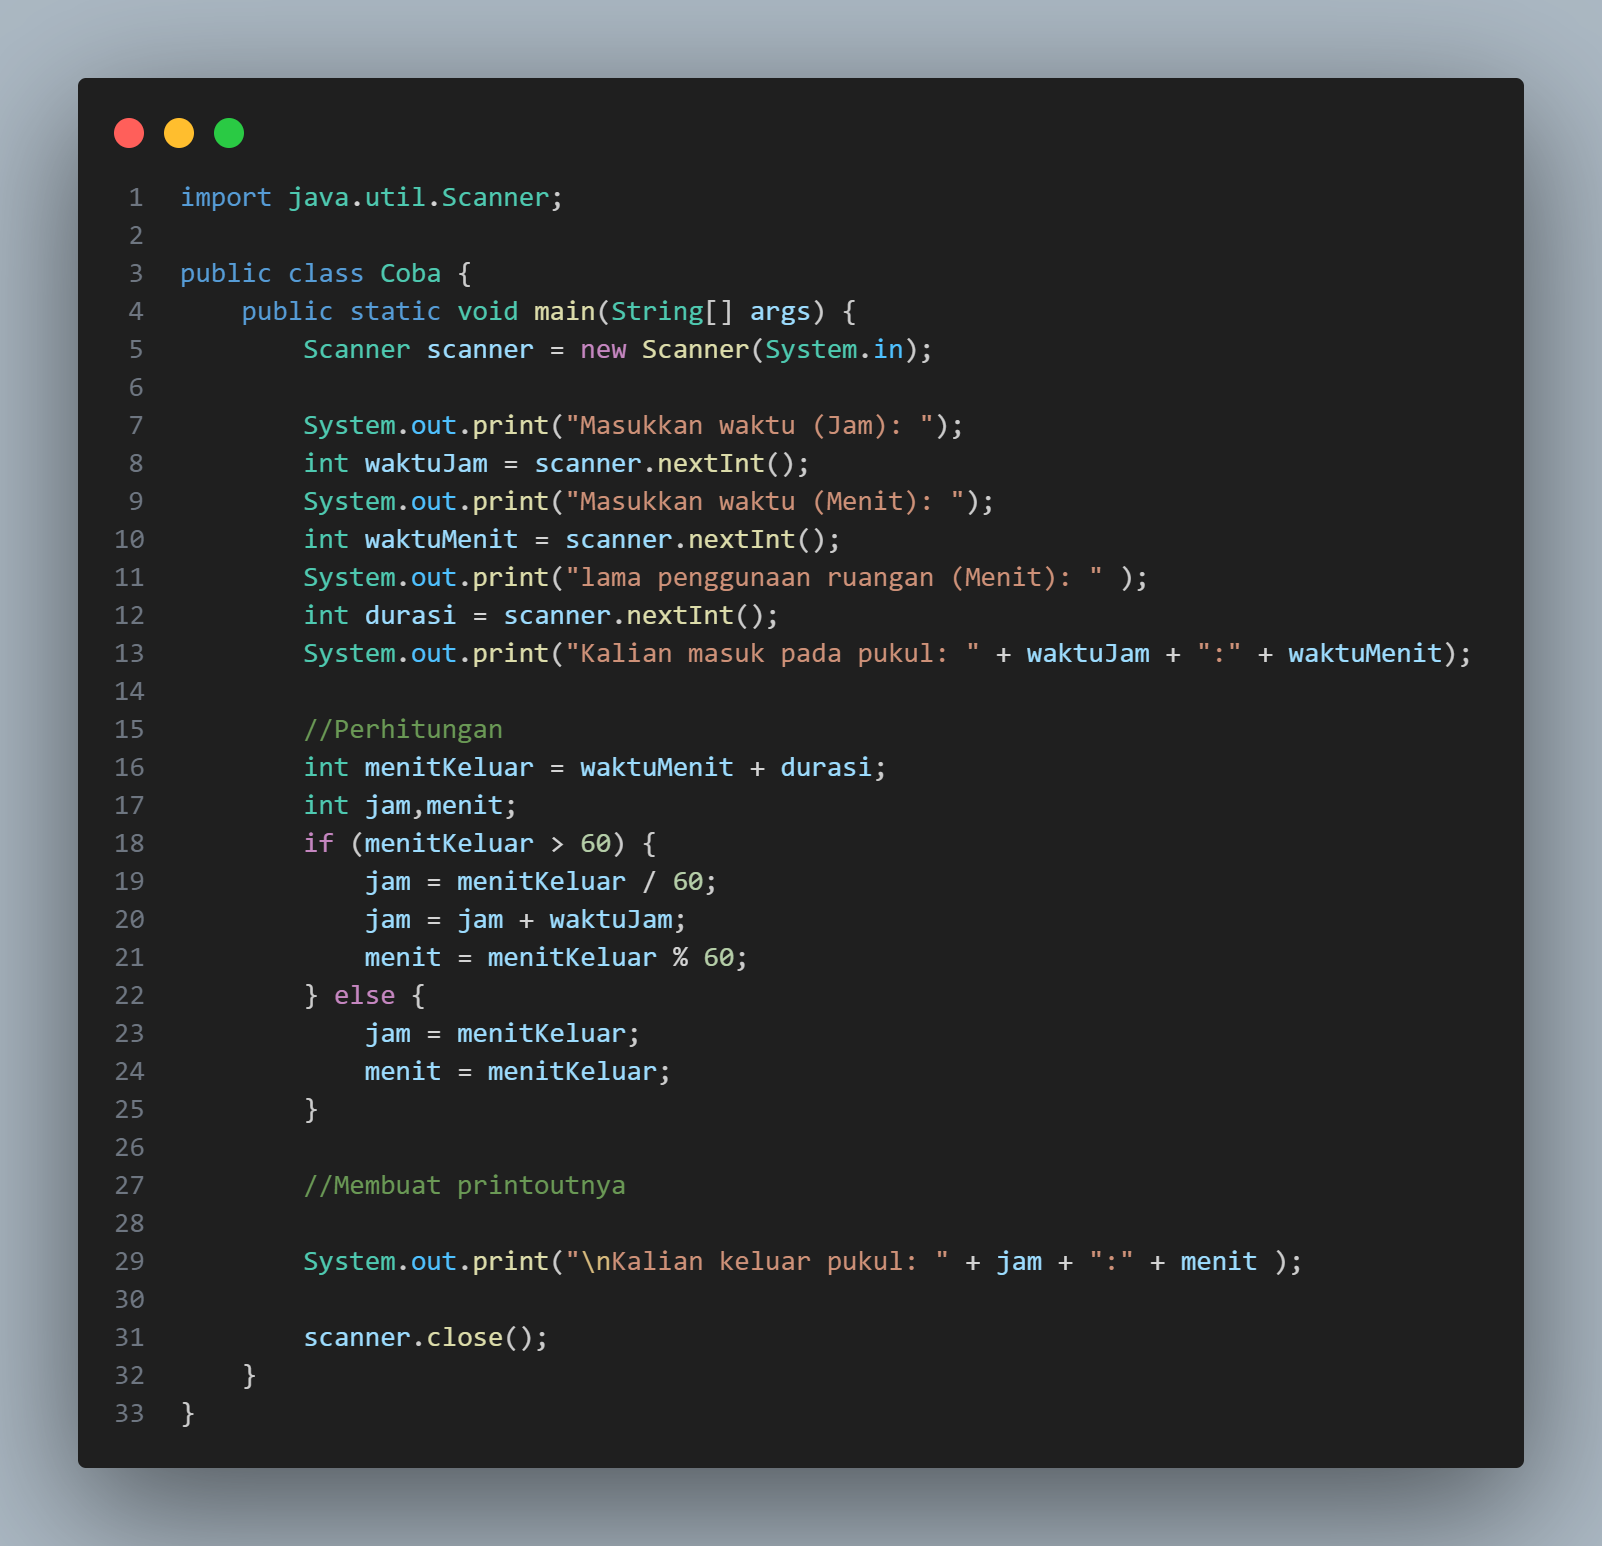 1 import java.util.Scanner;
2
3 public class Coba {
4     public static void main(String[] args) {
5         Scanner scanner = new Scanner(System.in);
6
7         System.out.print("Masukkan waktu (Jam): ");
8         int waktuJam = scanner.nextInt();
9         System.out.print("Masukkan waktu (Menit): ");
10         int waktuMenit = scanner.nextInt();
11         System.out.print("lama penggunaan ruangan (Menit): " );
12         int durasi = scanner.nextInt();
13         System.out.print("Kalian masuk pada pukul: " + waktuJam + ":" + waktuMenit);
14
15         //Perhitungan
16         int menitKeluar = waktuMenit + durasi;
17         int jam,menit;
18         if (menitKeluar > 60) {
19             jam = menitKeluar / 60;
20             jam = jam + waktuJam;
21             menit = menitKeluar % 60;
22         } else {
23             jam = menitKeluar;
24             menit = menitKeluar;
25         }
26
27         //Membuat printoutnya
28
29         System.out.print("\nKalian keluar pukul: " + jam + ":" + menit );
30
31         scanner.close();
32     }
33 }